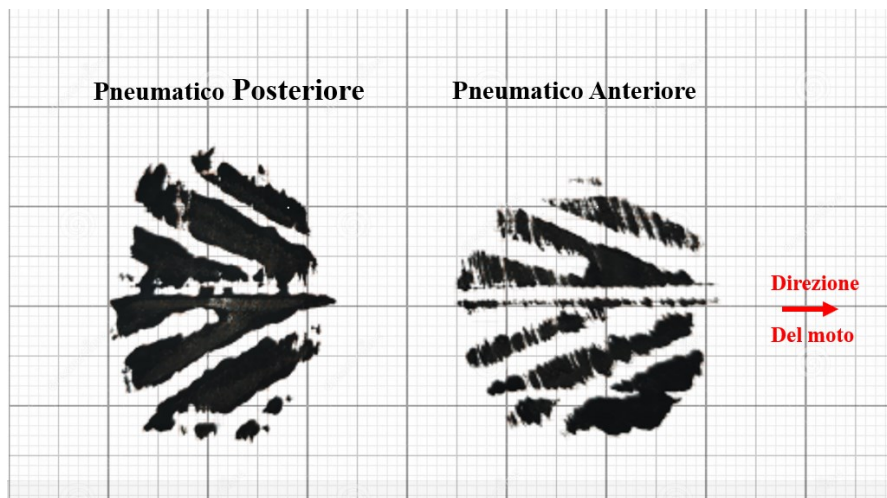 Pneumatico Posteriore
Pneumatico Anteriore
Direzione
Del moto